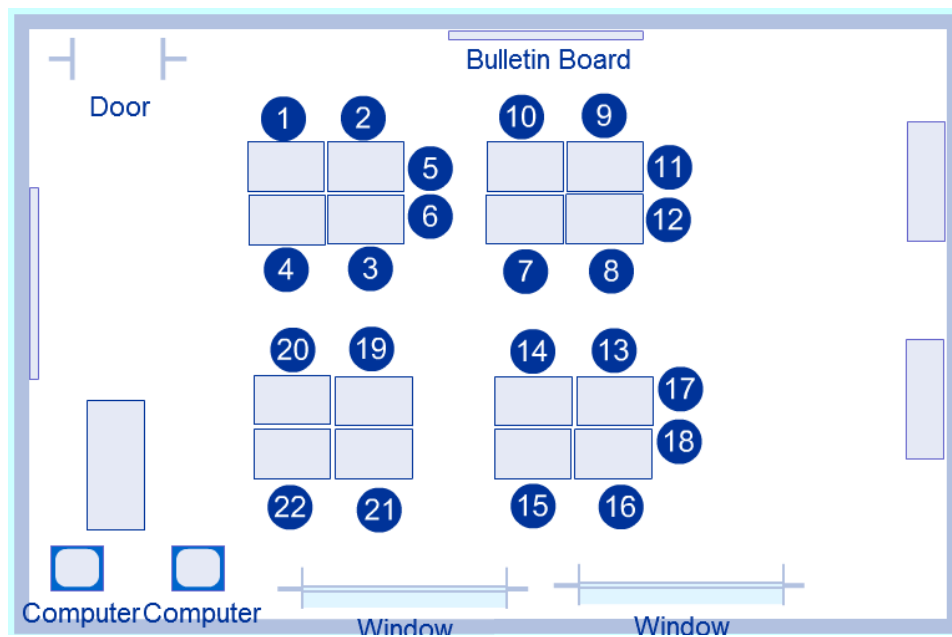 Bulletin Board
Door
1 2 10 9
5 11
6 12
4 3 7 8
20 19 14 13
17
18
22 21 15 16
Computer Computer
Window Window